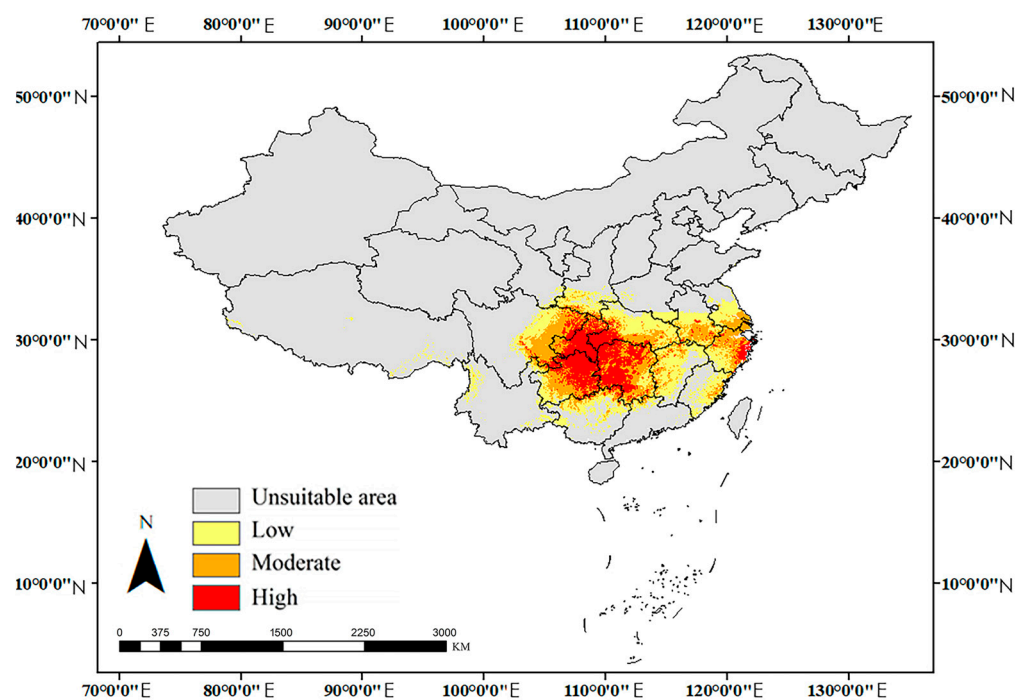 70°0'0"E 80°0'0"E 90°0'0"E 100°0'0"E 110°0'0"E 120°0'0"E 130°0'0"E
50°0'0"N 50°0'0"N
40°0'0"N 40°0'0"N
30°0'0"N 30°0'0"N
20°0'0"N 20°0'0"N
10°0'0"N 10°0'0"N
Unsuitable area
Low
Moderate
High
N
0 375 750 1500 2250 3000
KM
70°0'0"E 80°0'0"E 90°0'0"E 100°0'0"E 110°0'0"E 120°0'0"E 130°0'0"E